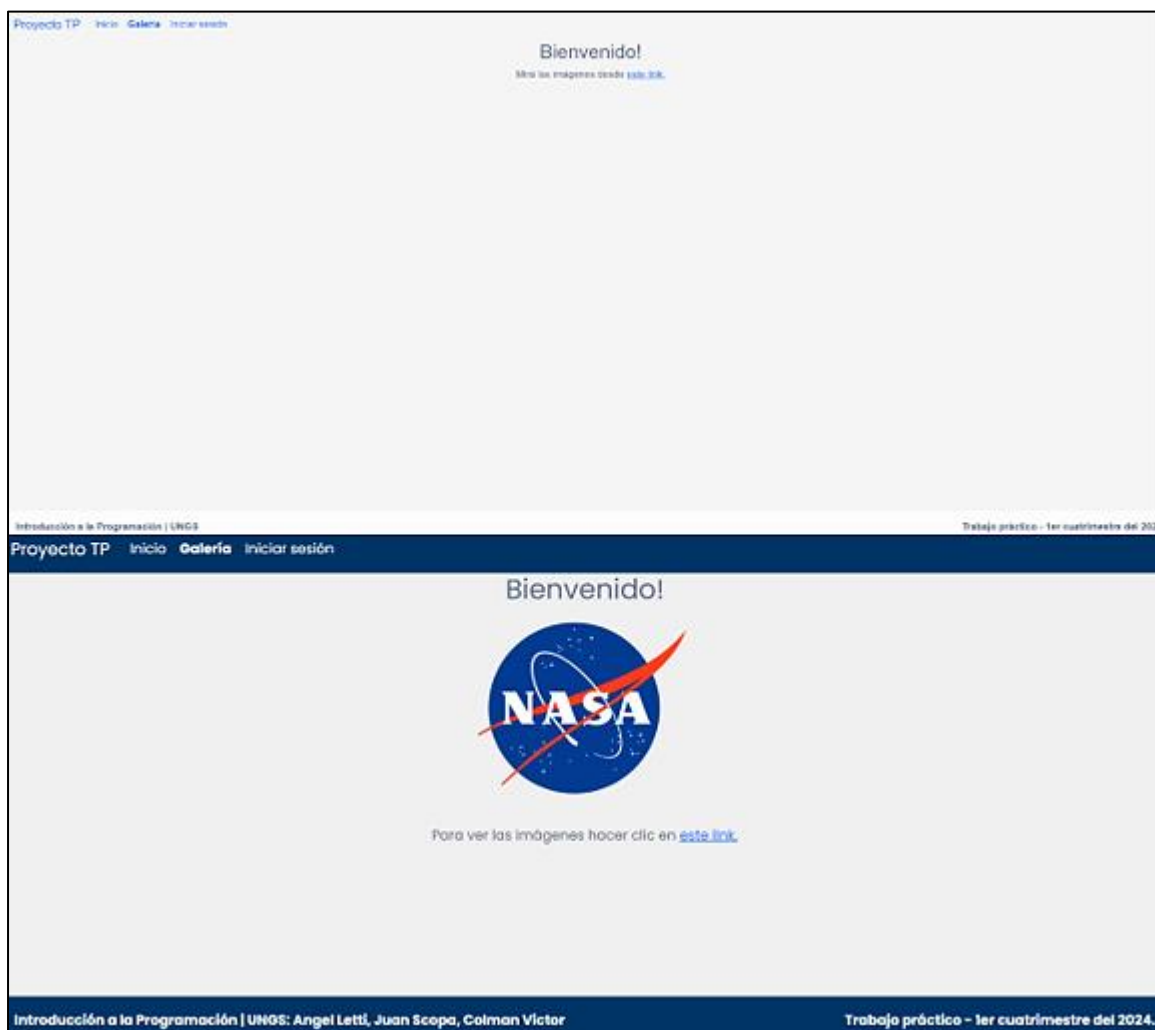 Proyecto TP Inicio Galería Iniciar sesión
Bienvenido!
Mirá las imágenes desde este link.
Introducción a la Programación | UNGS
Trabajo práctico - 1er cuatrimestre del 202
Proyecto TP Inicio Galería Iniciar sesión
Bienvenido!
NASA
Para ver las imágenes hacer clic en este link.
Introducción a la Programación | UNGS: Angel Letti, Juan Scopa, Colman Victor
Trabajo práctico - 1er cuatrimestre del 2024.